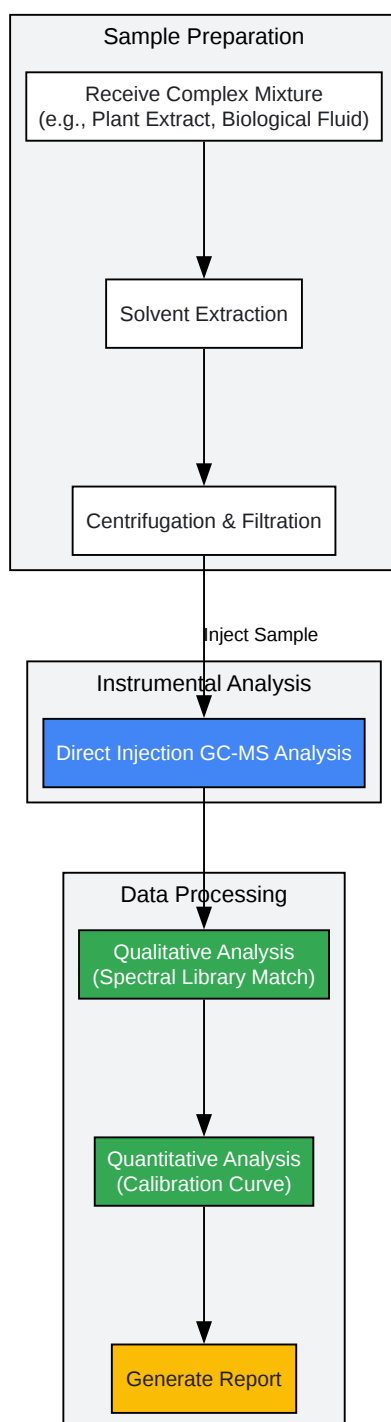 Sample Preparation
Receive Complex Mixture
(e.g., Plant Extract, Biological Fluid)
Solvent Extraction
Centrifugation & Filtration
Inject Sample
Instrumental Analysis
Direct Injection GC-MS Analysis
Data Processing
Qualitative Analysis
(Spectral Library Match)
Quantitative Analysis
(Calibration Curve)
Generate Report